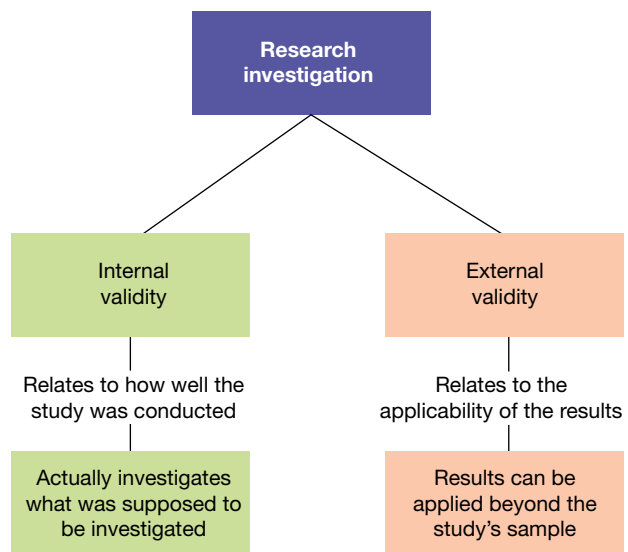 Research
investigation
Internal
validity
External
validity
Relates to how well the
study was conducted
Relates to the
applicability of the results
Actually investigates
what was supposed to
be investigated
Results can be
applied beyond the
study’s sample